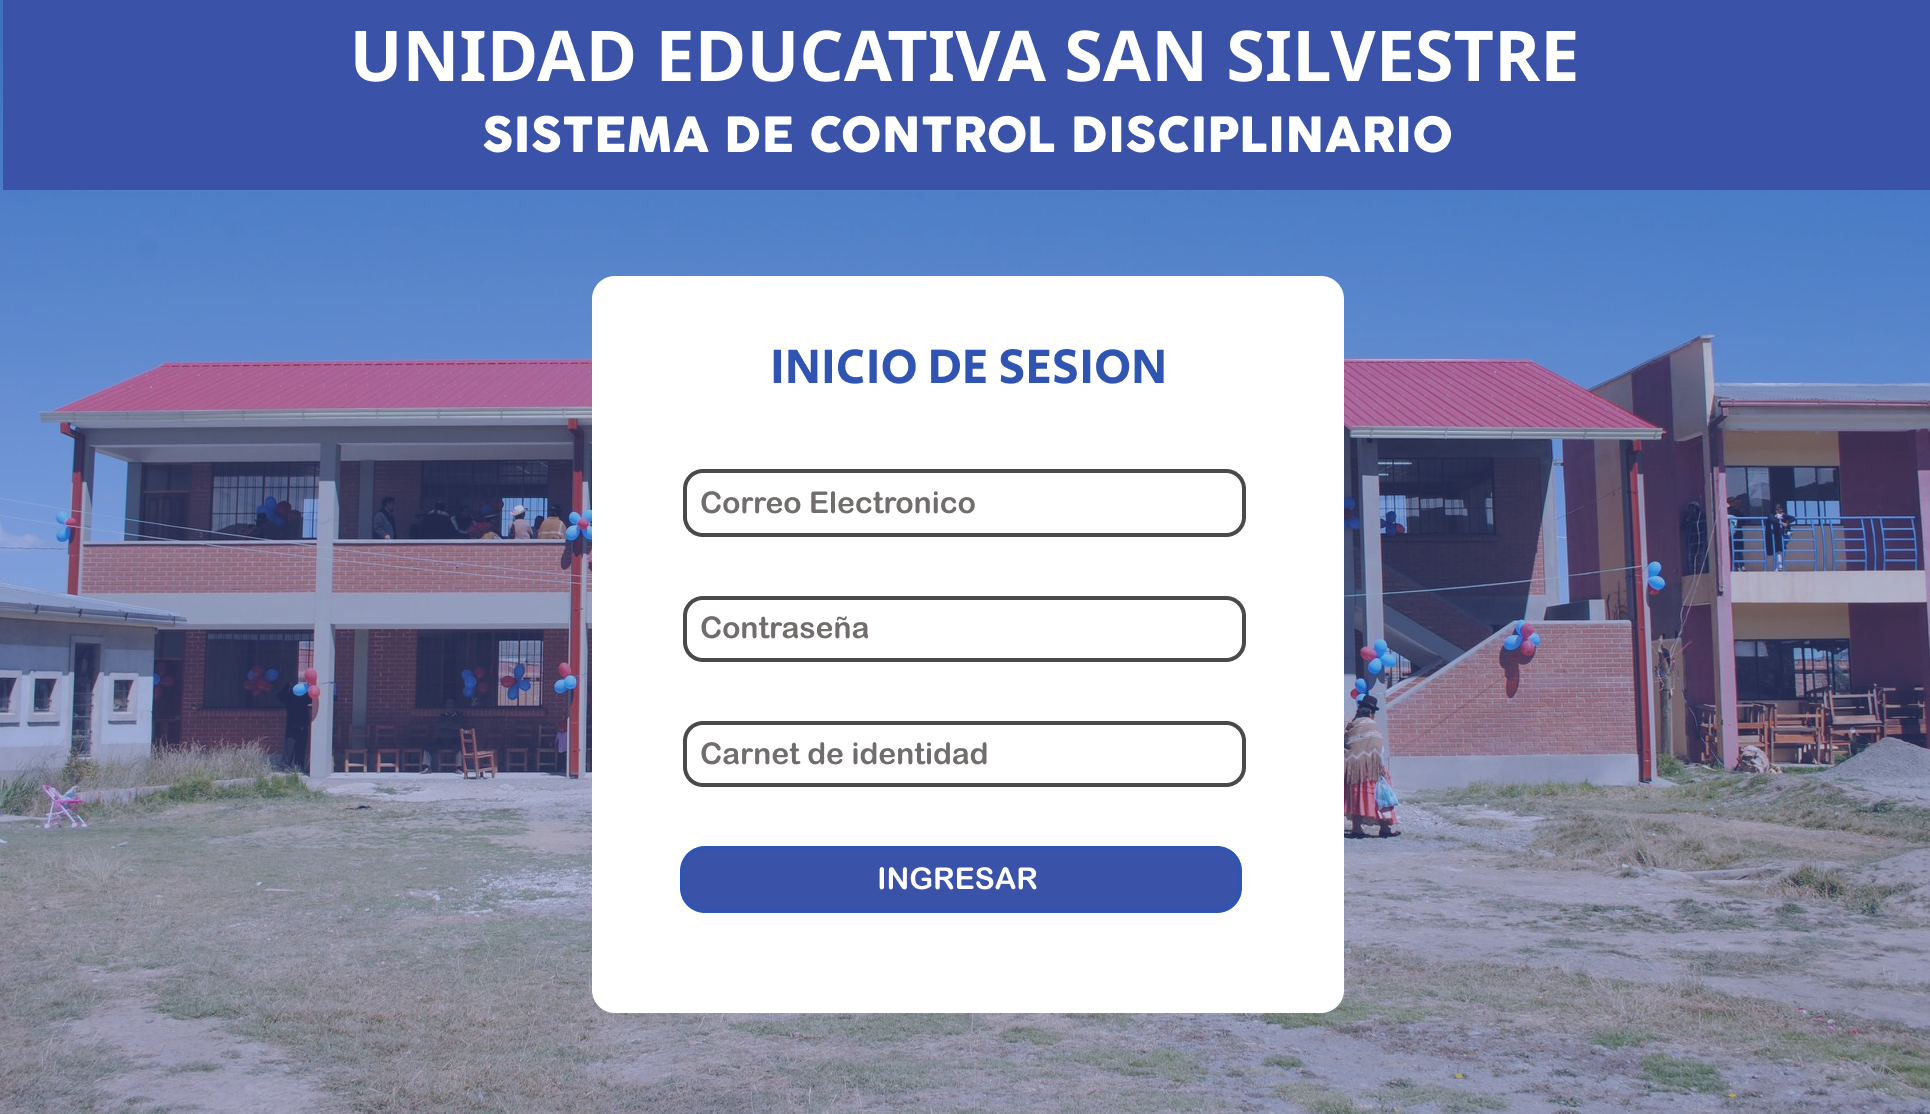 UNIDAD EDUCATIVA SAN SILVESTRE
SISTEMA DE CONTROL DISCIPLINARIO
INICIO DE SESION
Correo Electronico
Contraseña
Carnet de identidad
INGRESAR